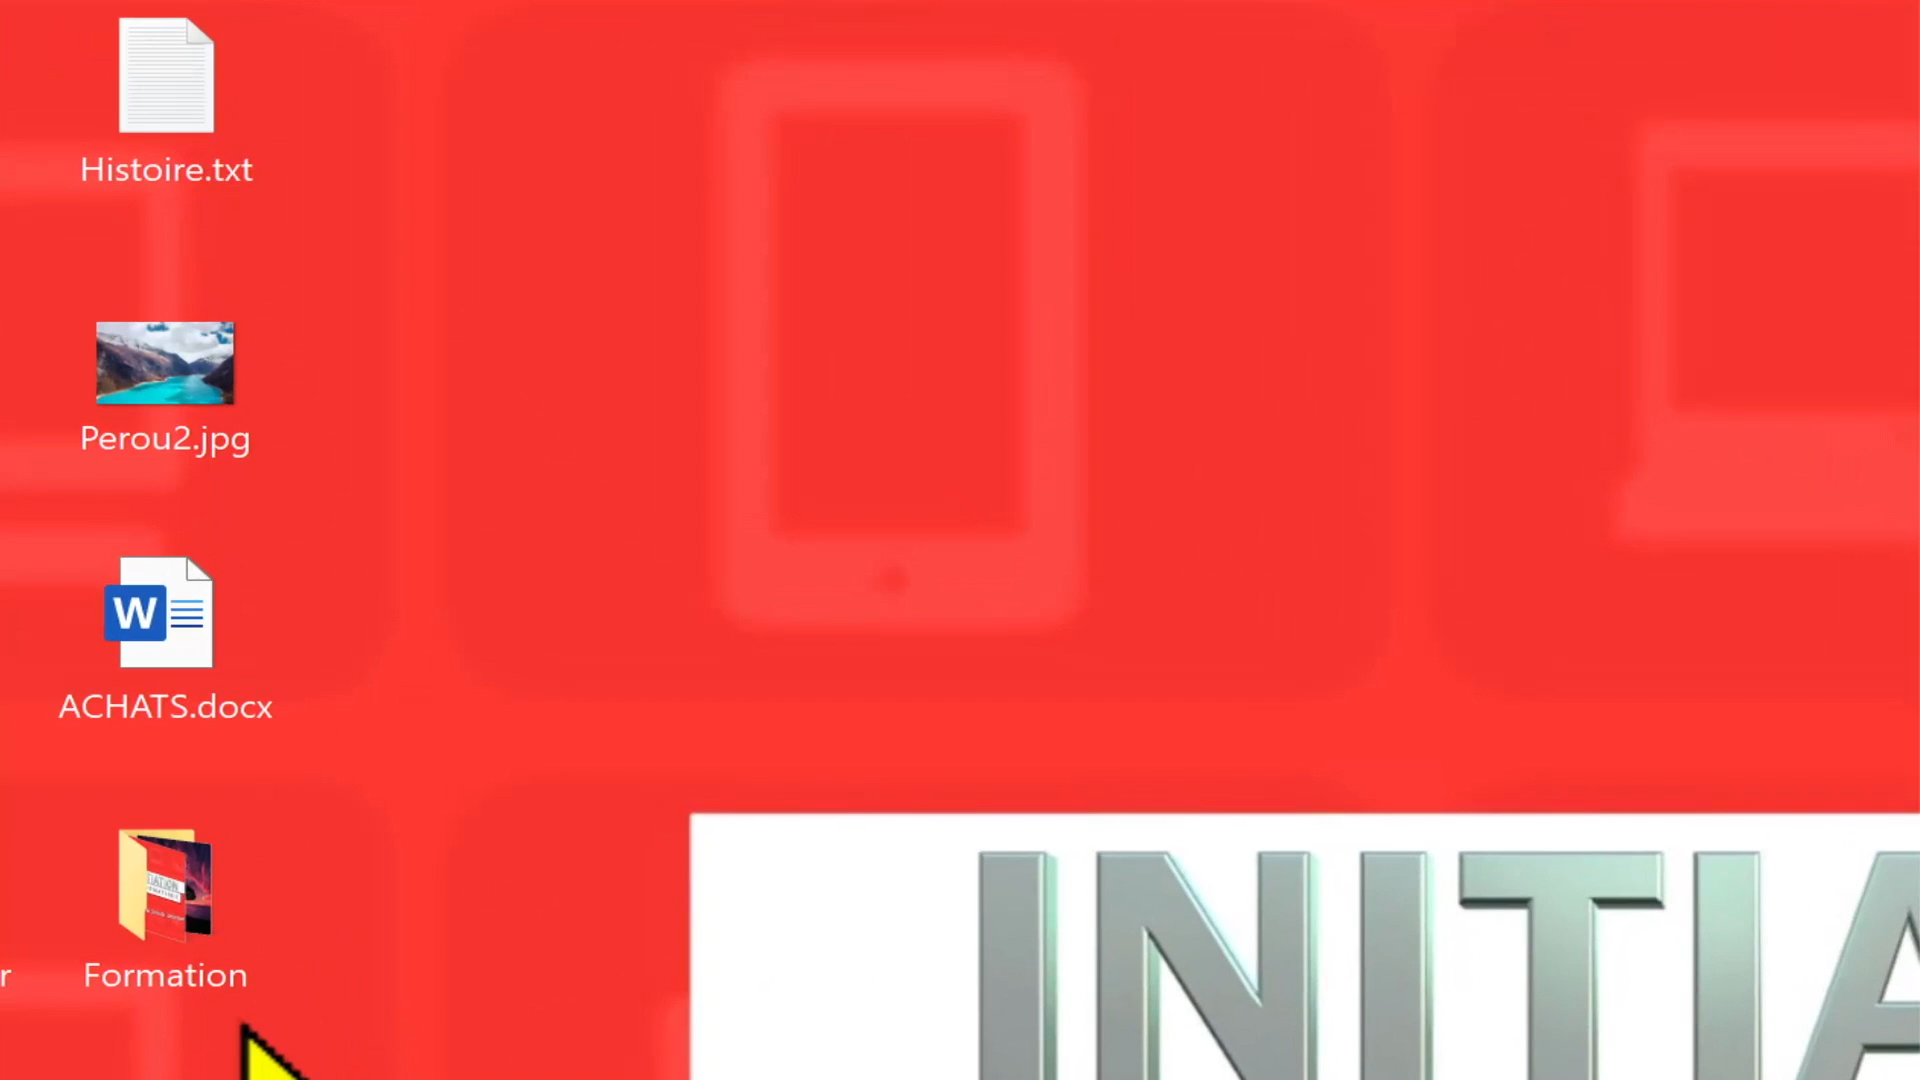 Histoire.txt
Perou2.jpg
W
ACHATS.docx
r
Formation
INITIA